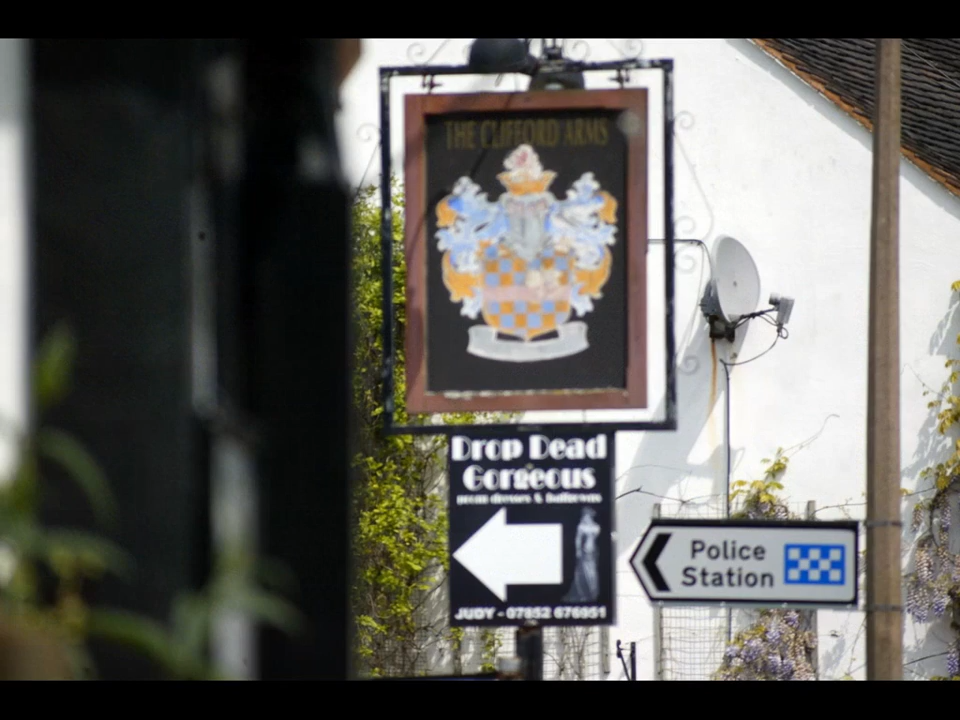 THE CLIFFORD ARMS
Drop Dead
Gorgeous
prom dresses & ballgowns
JUDY - 07852 676951
Police
Station